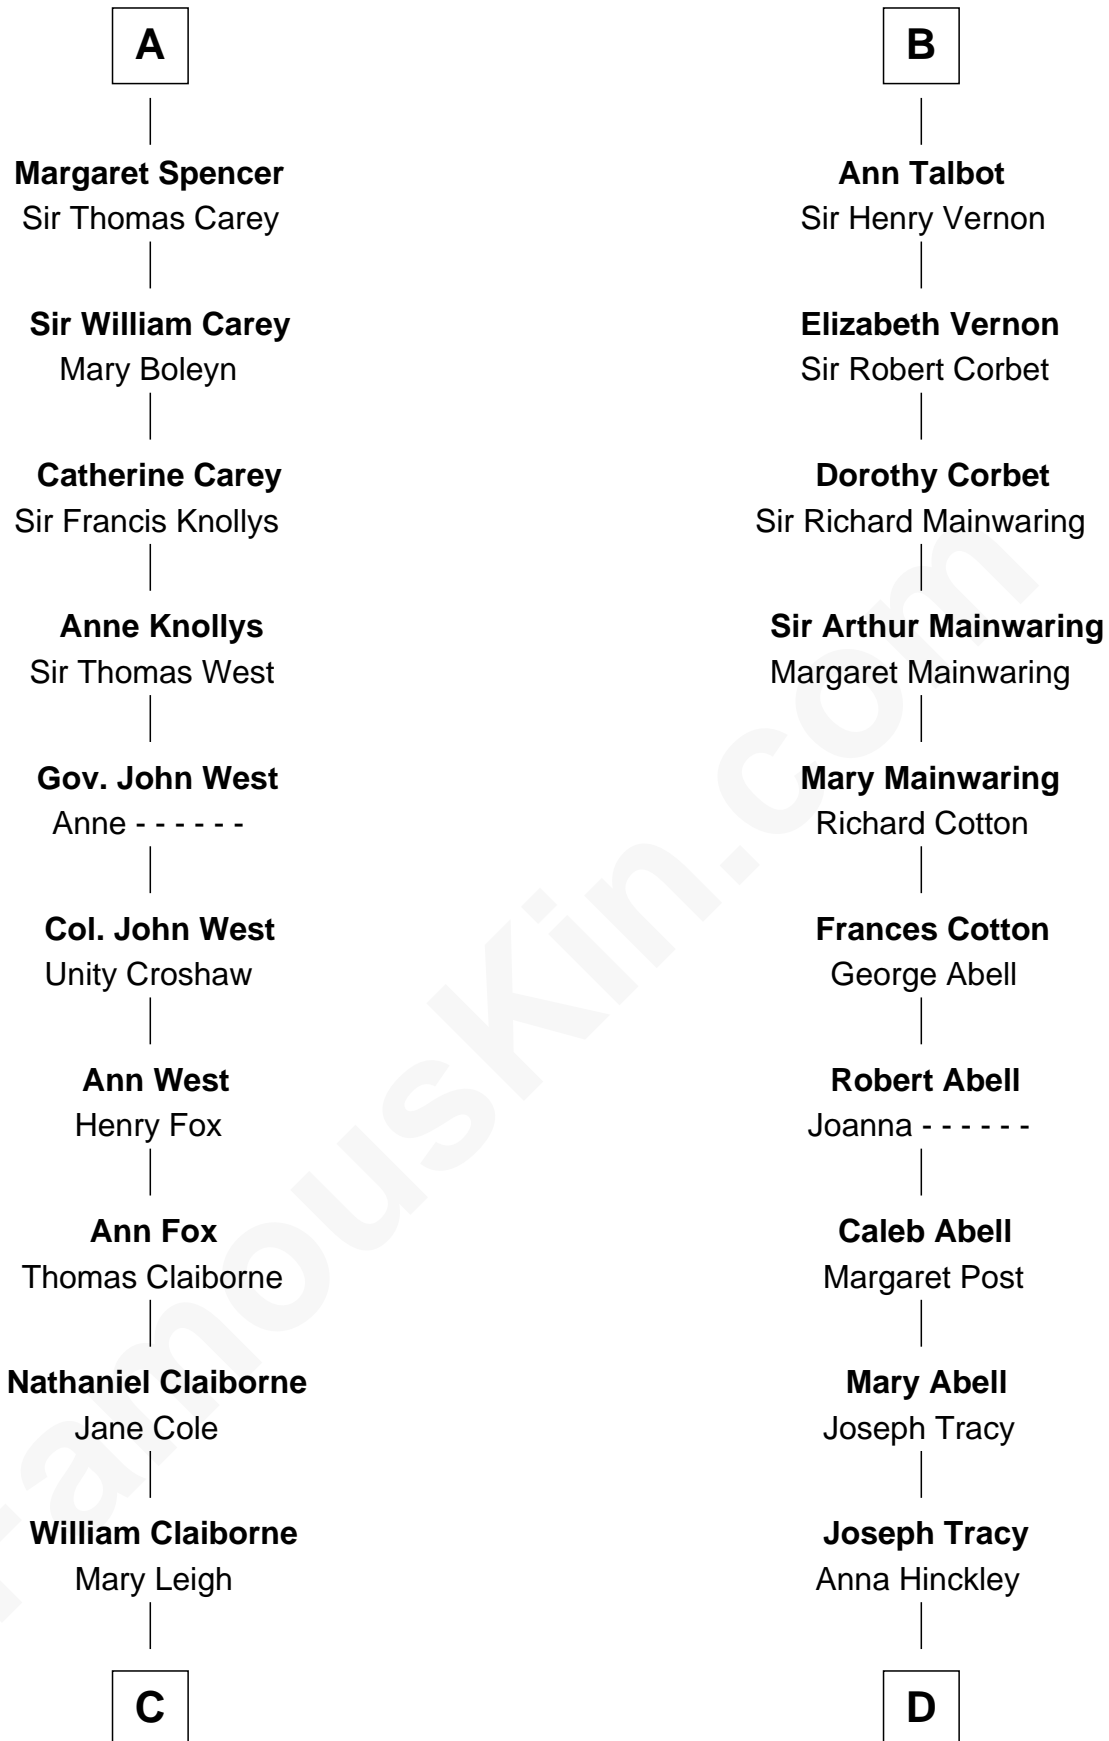 A
Margaret Spencer
Sir Thomas Carey
Sir William Carey
Mary Boleyn
Catherine Carey
Sir Francis Knollys
Anne Knollys
Sir Thomas West
Gov. John West
Anne - - - - - -
Col. John West
Unity Croshaw
Ann West
Henry Fox
Ann Fox
Thomas Claiborne
Nathaniel Claiborne
Jane Cole
William Claiborne
Mary Leigh
C
B
Ann Talbot
Sir Henry Vernon
Elizabeth Vernon
Sir Robert Corbet
Dorothy Corbet
Sir Richard Mainwaring
Sir Arthur Mainwaring
Margaret Mainwaring
Mary Mainwaring
Richard Cotton
Frances Cotton
George Abell
Robert Abell
Joanna - - - - - -
Caleb Abell
Margaret Post
Mary Abell
Joseph Tracy
Joseph Tracy
Anna Hinckley
D
FamousKin.com